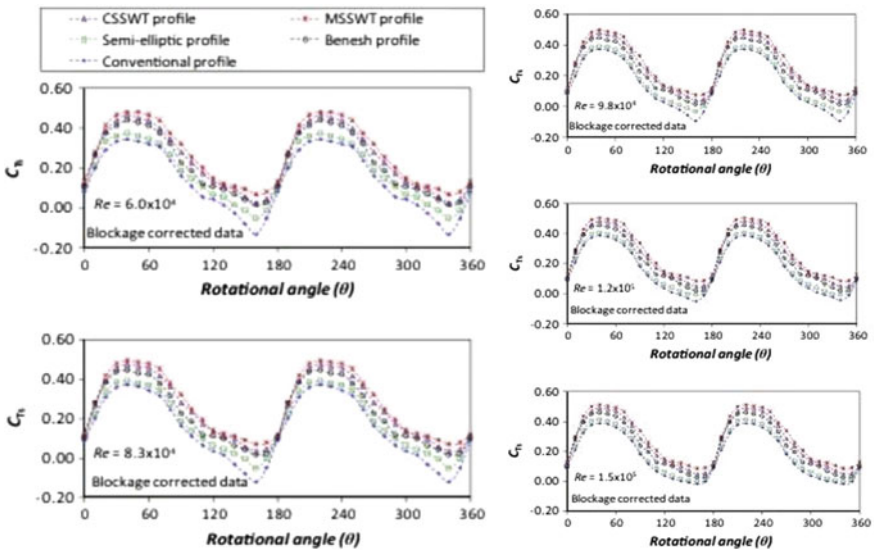 CSSWT profile
MSSWT profile
Semi-elliptic profile
Benesh profile
Conventional profile
0.60
0.40
0.20
0.00
-0.20
C_Ts
Re = 6.0x10⁴
Blockage corrected data
0 60 120 180 240 300 360
Rotational angle (θ)
0.60
0.40
0.20
0.00
-0.20
C_Ts
Re = 8.3x10⁴
Blockage corrected data
0 60 120 180 240 300 360
Rotational angle (θ)
0.60
0.40
0.20
0.00
-0.20
C_Ts
Re = 9.8x10⁴
Blockage corrected data
0 60 120 180 240 300 360
Rotational angle (θ)
0.60
0.40
0.20
0.00
-0.20
C_Ts
Re = 1.2x10⁵
Blockage corrected data
0 60 120 180 240 300 360
Rotational angle (θ)
0.60
0.40
0.20
0.00
-0.20
C_Ts
Re = 1.5x10⁵
Blockage corrected data
0 60 120 180 240 300 360
Rotational angle (θ)